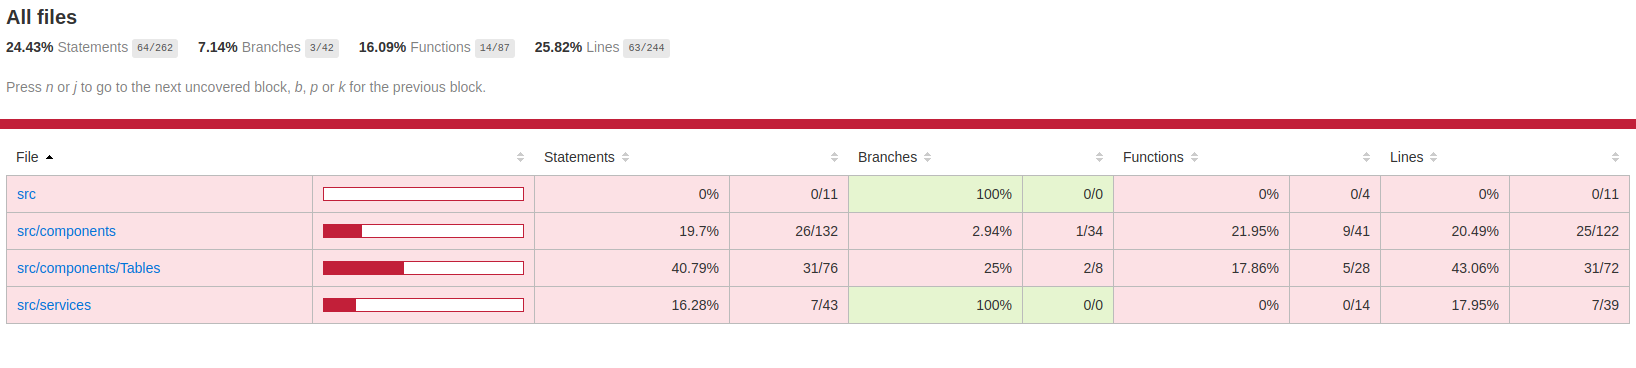 All files
24.43% Statements 64/262 7.14% Branches 3/42 16.09% Functions 14/87 25.82% Lines 63/244
Press n or j to go to the next uncovered block, b, p or k for the previous block.
File Statements Branches Functions Lines
src 0% 0/11 100% 0/0 0% 0/4 0% 0/11
src/components 19.7% 26/132 2.94% 1/34 21.95% 9/41 20.49% 25/122
src/components/Tables 40.79% 31/76 25% 2/8 17.86% 5/28 43.06% 31/72
src/services 16.28% 7/43 100% 0/0 0% 0/14 17.95% 7/39